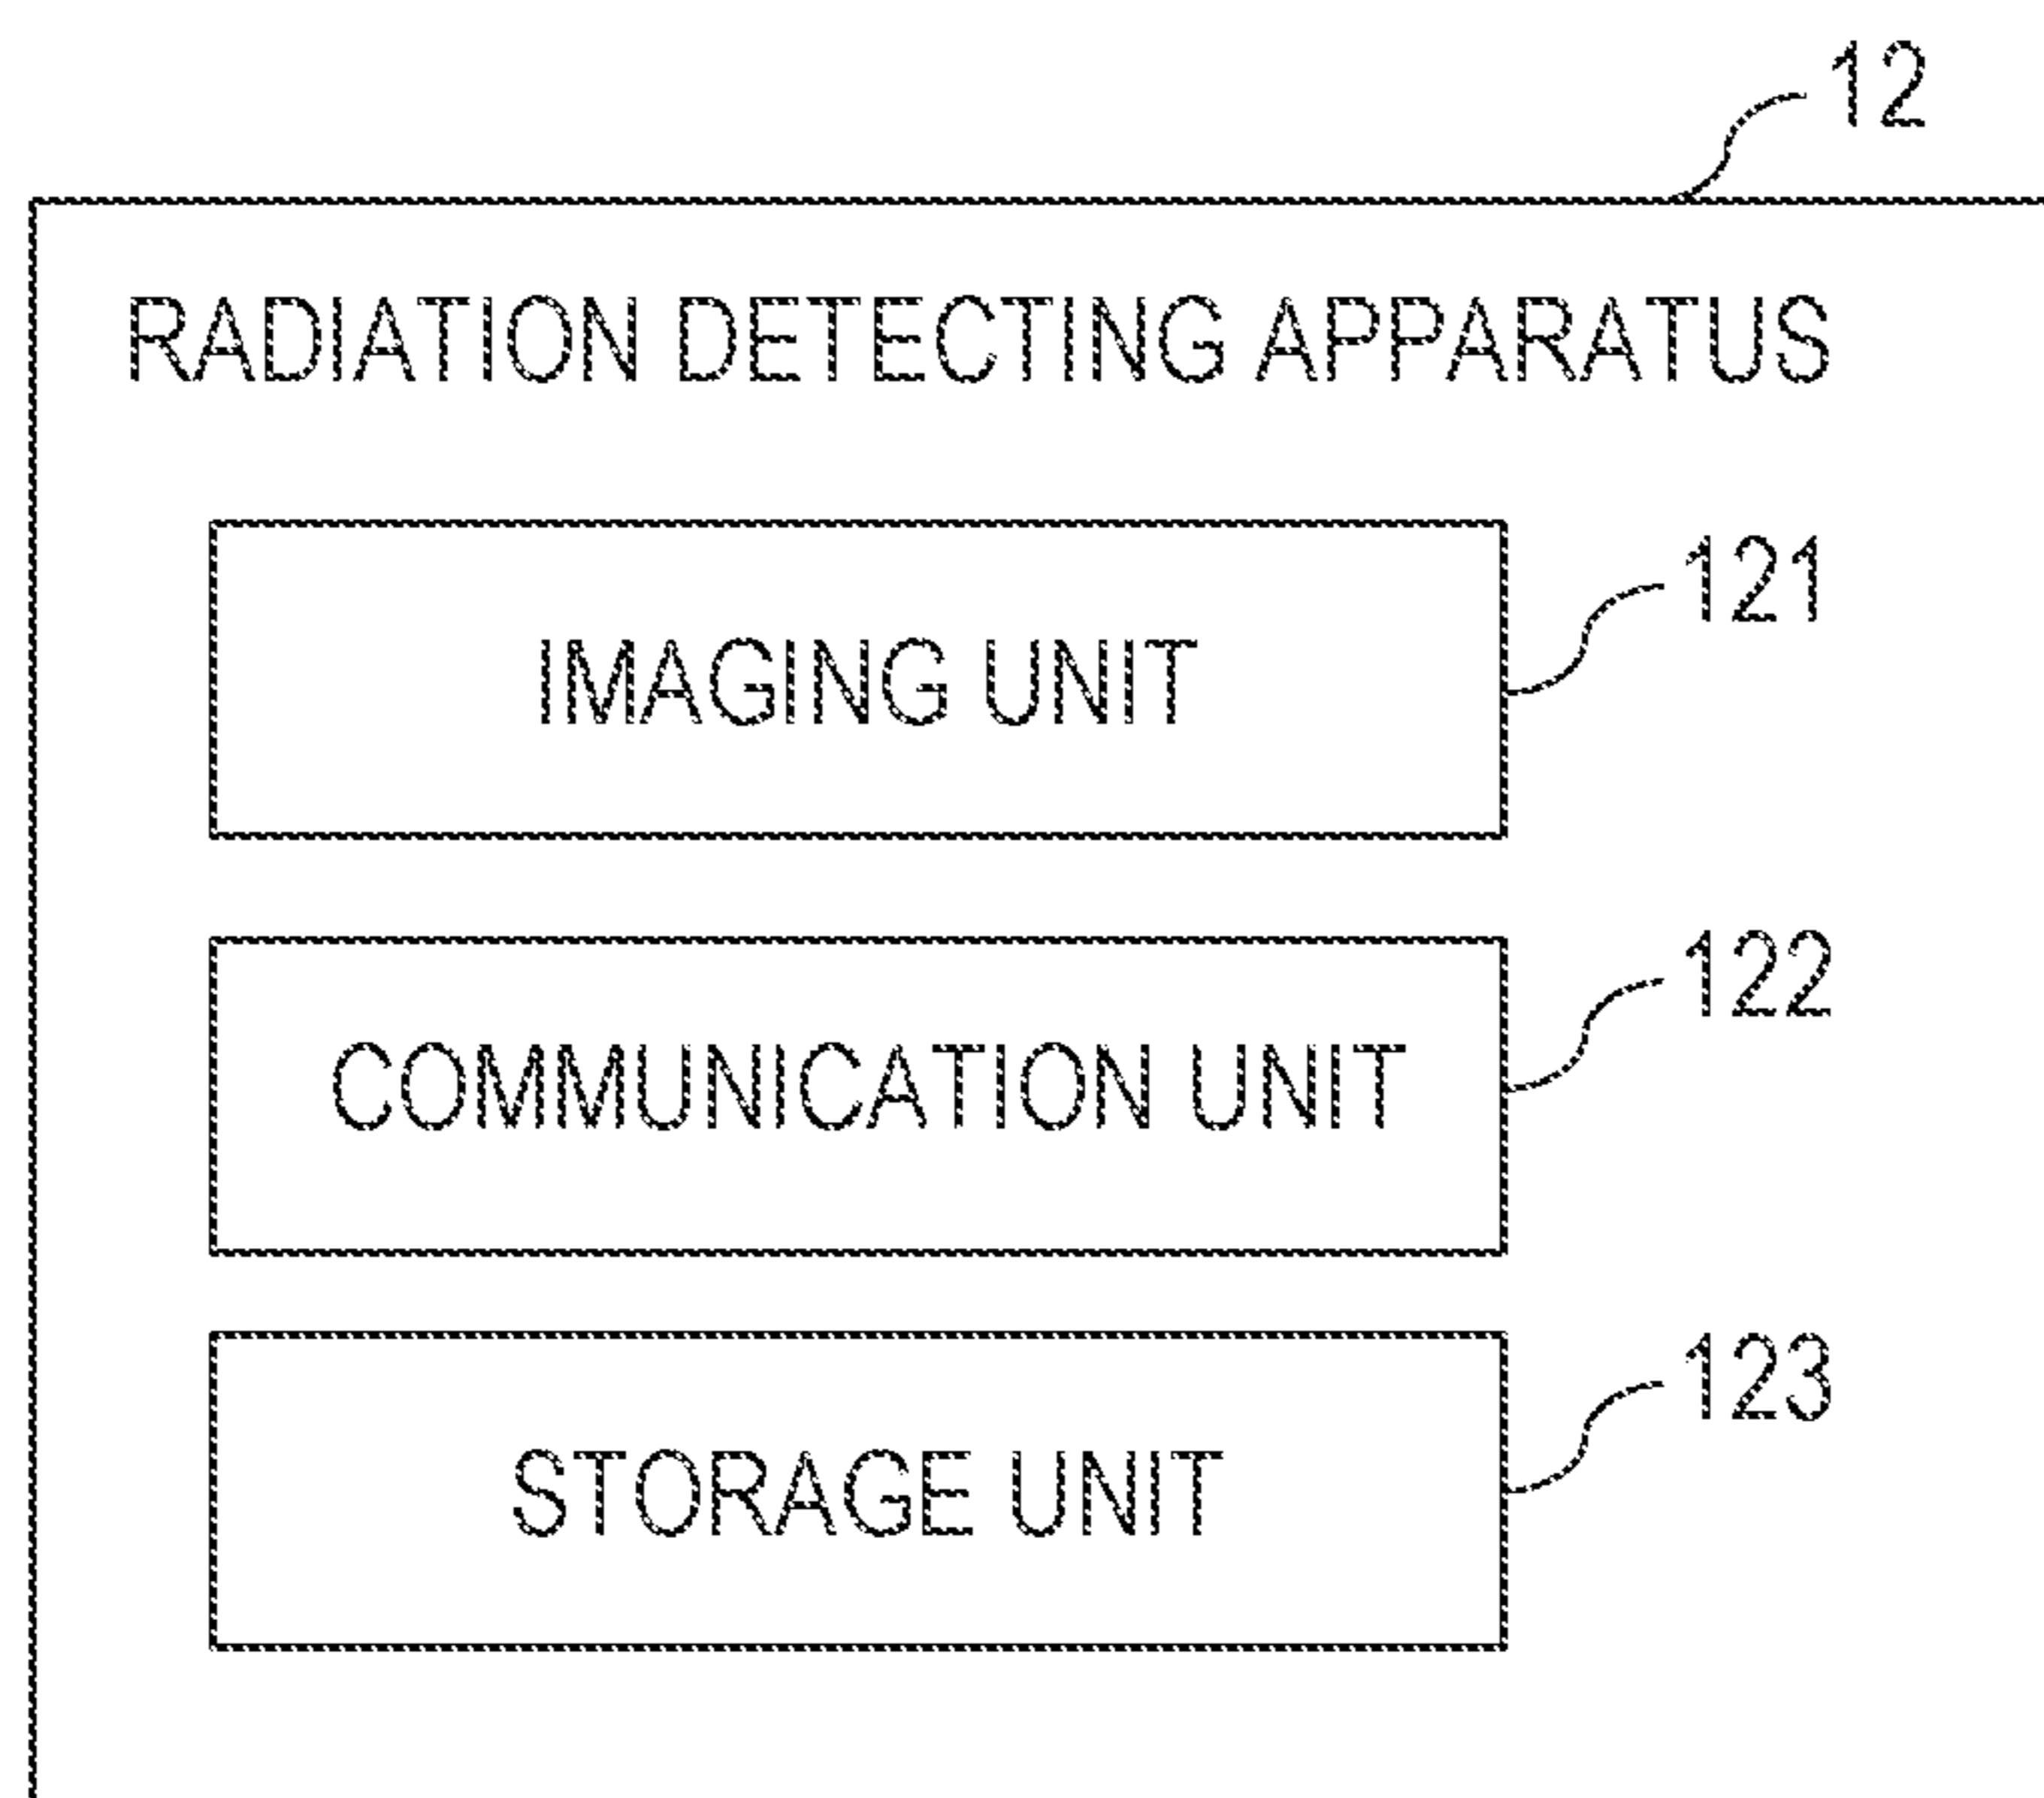 12
RADIATION DETECTING APPARATUS
IMAGING UNIT
121
COMMUNICATION UNIT
122
STORAGE UNIT
123